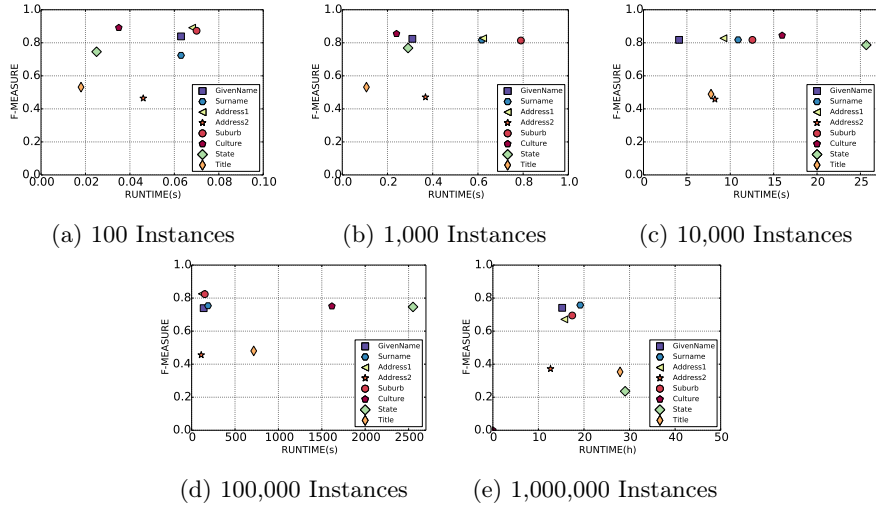 1.0
0.8
0.6
0.4
0.2
0.0
F-MEASURE
0.00 0.02 0.04 0.06 0.08 0.10
RUNTIME(s)
GivenName
Surname
Address1
Address2
Suburb
Culture
State
Title
(a) 100 Instances
1.0
0.8
0.6
0.4
0.2
0.0
F-MEASURE
0.0 0.2 0.4 0.6 0.8 1.0
RUNTIME(s)
GivenName
Surname
Address1
Address2
Suburb
Culture
State
Title
(b) 1,000 Instances
1.0
0.8
0.6
0.4
0.2
0.0
F-MEASURE
0 5 10 15 20 25
RUNTIME(s)
GivenName
Surname
Address1
Address2
Suburb
Culture
State
Title
(c) 10,000 Instances
1.0
0.8
0.6
0.4
0.2
0.0
F-MEASURE
0 500 1000 1500 2000 2500
RUNTIME(s)
GivenName
Surname
Address1
Address2
Suburb
Culture
State
Title
(d) 100,000 Instances
1.0
0.8
0.6
0.4
0.2
0.0
F-MEASURE
0 10 20 30 40 50
RUNTIME(h)
GivenName
Surname
Address1
Address2
Suburb
Culture
State
Title
(e) 1,000,000 Instances